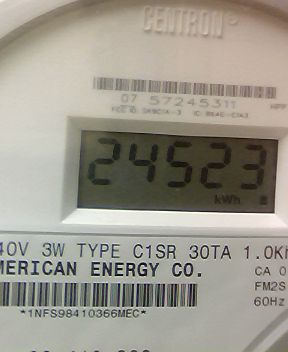 CENTRON
07 57245311
24523
kWh
40V 3W TYPE C1SR 30TA 1.0K
MERICAN ENERGY CO.
CA 0
FM2S
60Hz
*1NFS98410366MEC*